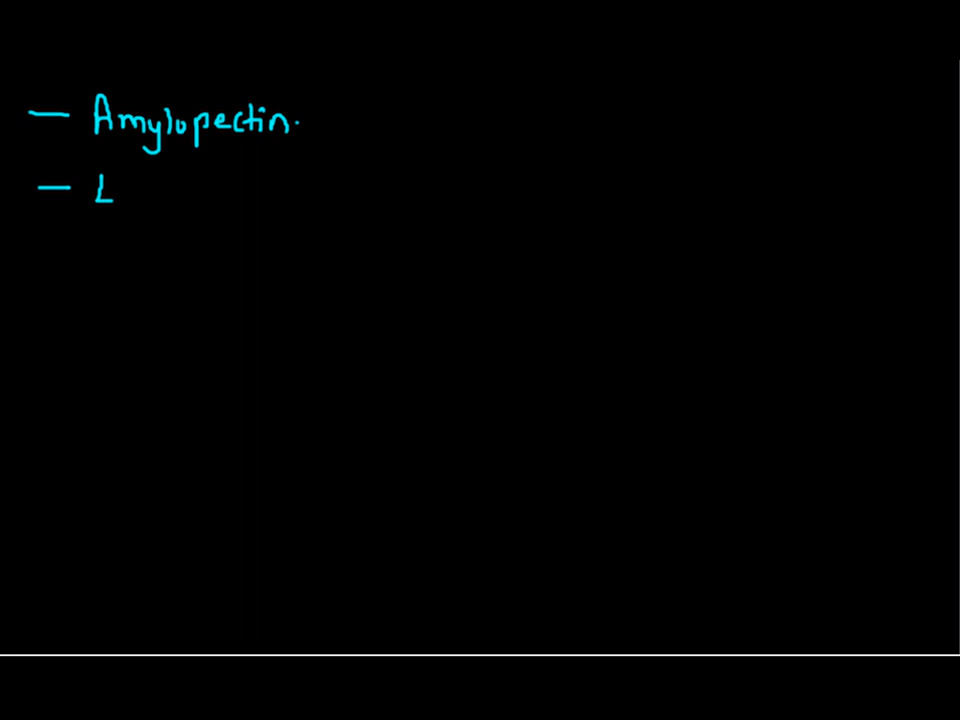 — Amylopectin.
— L